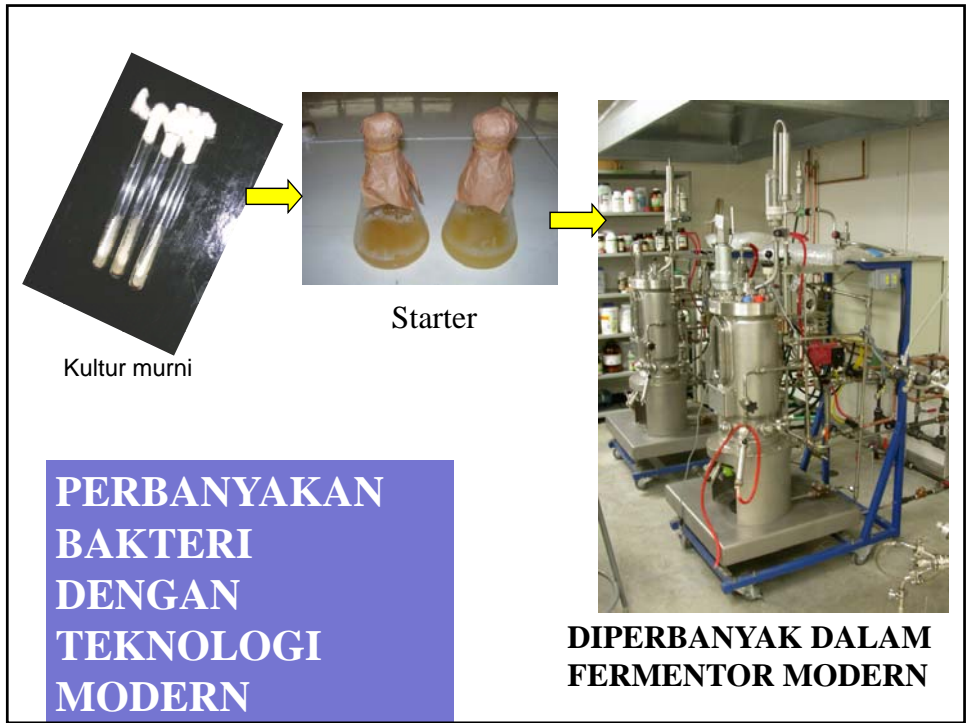 Kultur murni
Starter
PERBANYAKAN
BAKTERI
DENGAN
TEKNOLOGI
MODERN
DIPERBANYAK DALAM
FERMENTOR MODERN